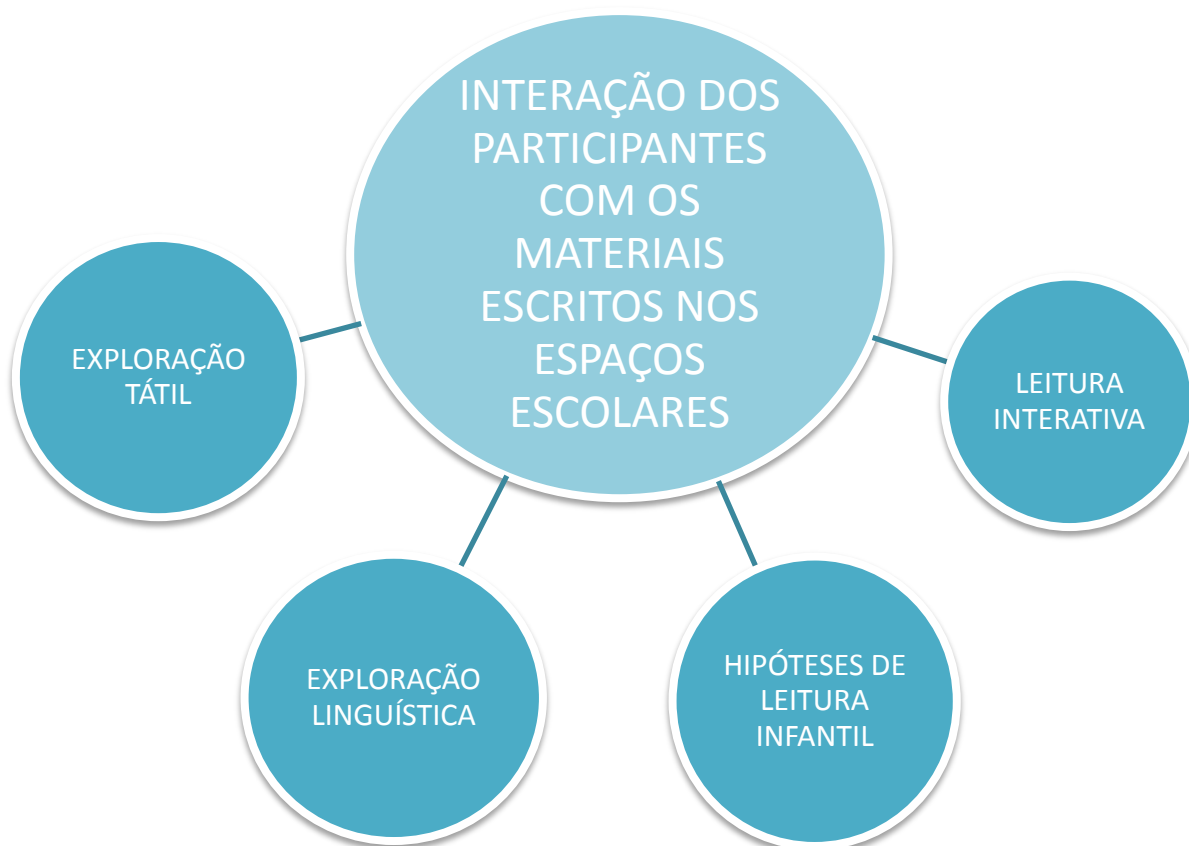 INTERAÇÃO DOS
PARTICIPANTES
COM OS
MATERIAIS
ESCRITOS NOS
ESPAÇOS
ESCOLARES
EXPLORAÇÃO
TÁTIL
EXPLORAÇÃO
LINGUÍSTICA
HIPÓTESES DE
LEITURA
INFANTIL
LEITURA
INTERATIVA